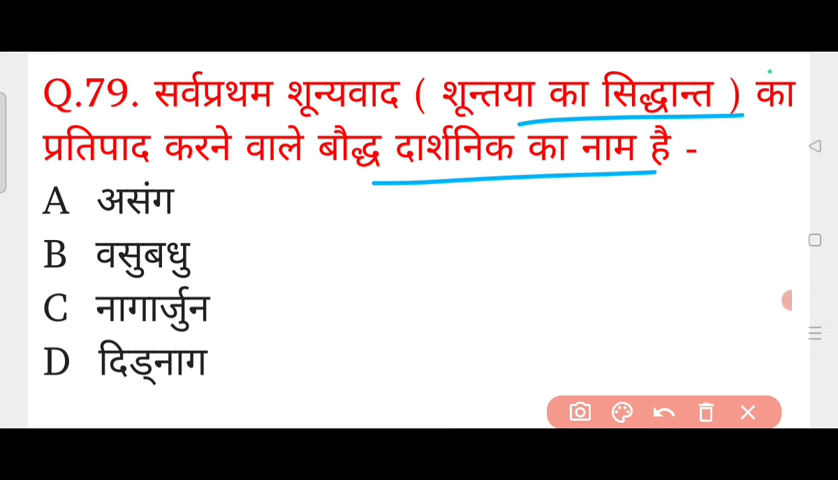 Q.79. सर्वप्रथम शून्यवाद ( शून्तया का सिद्धान्त ) का
प्रतिपाद करने वाले बौद्ध दार्शनिक का नाम है -
A असंग
B वसुबधु
C नागार्जुन
D दिड्नाग